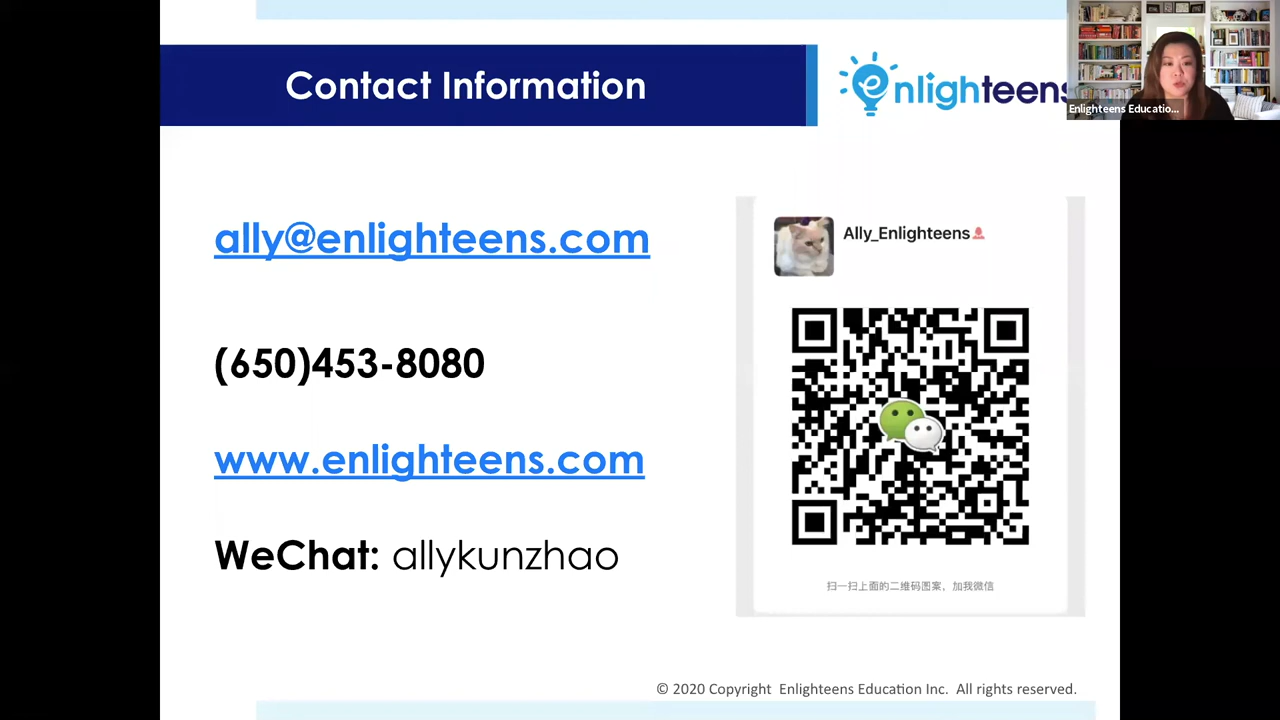 Contact Information
enlighteens
Enlighteens Educatio...
ally@enlighteens.com
Ally_Enlighteens
(650)453-8080
www.enlighteens.com
WeChat: allykunzhao
扫一扫上面的二维码图案，加我微信
© 2020 Copyright Enlighteens Education Inc. All rights reserved.